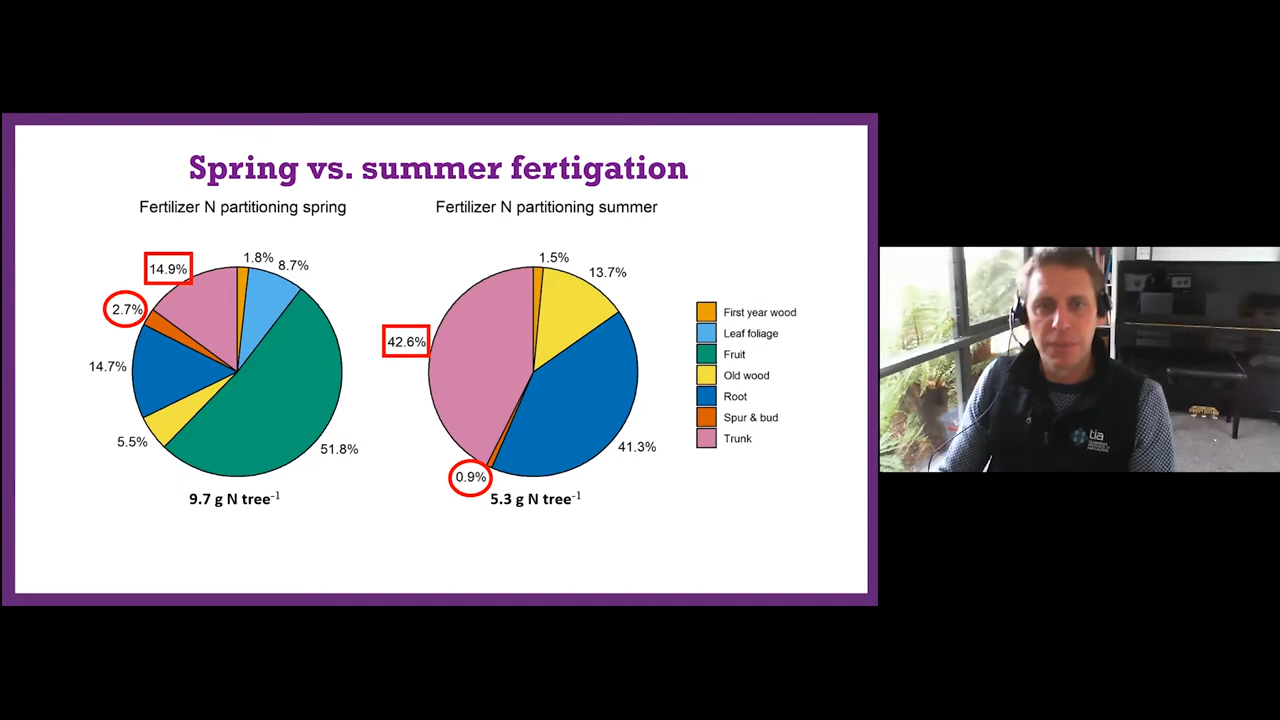 Spring vs. summer fertigation
Fertilizer N partitioning spring
Fertilizer N partitioning summer
1.8%
8.7%
14.9%
2.7%
14.7%
5.5%
51.8%
9.7 g N tree⁻¹
1.5%
13.7%
42.6%
41.3%
0.9%
5.3 g N tree⁻¹
First year wood
Leaf foliage
Fruit
Old wood
Root
Spur & bud
Trunk
tia